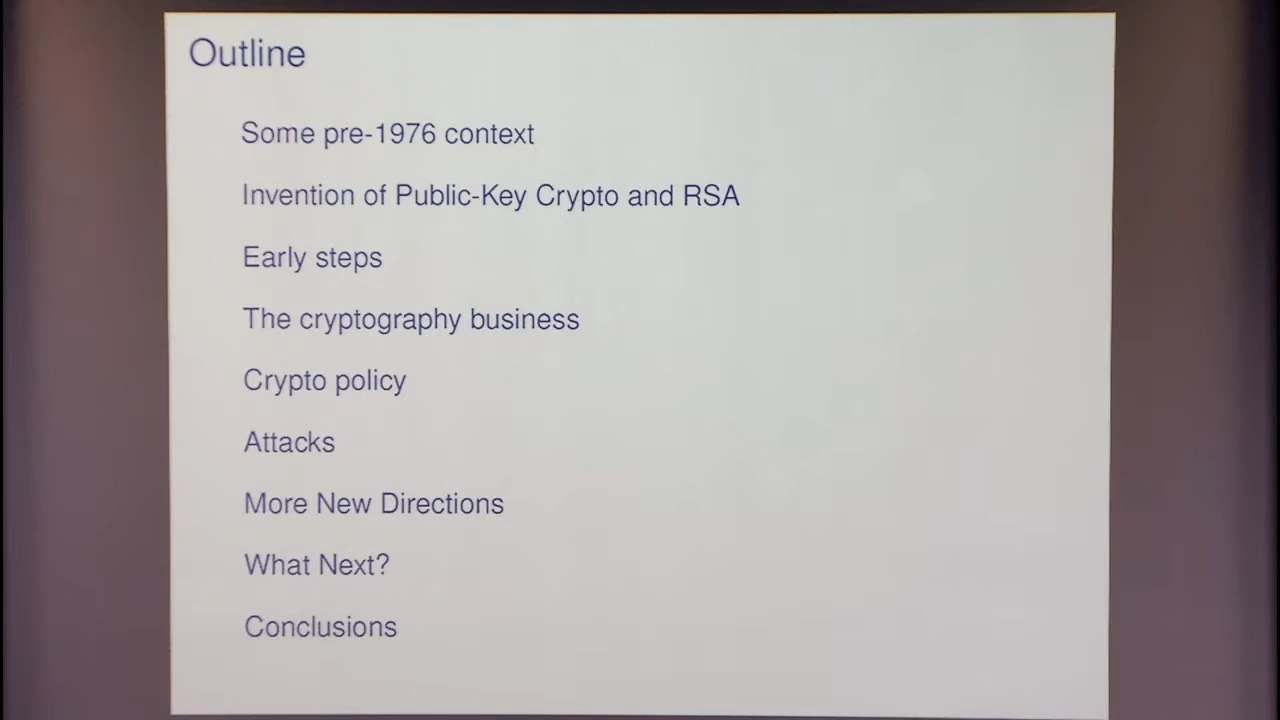 Outline
Some pre-1976 context
Invention of Public-Key Crypto and RSA
Early steps
The cryptography business
Crypto policy
Attacks
More New Directions
What Next?
Conclusions